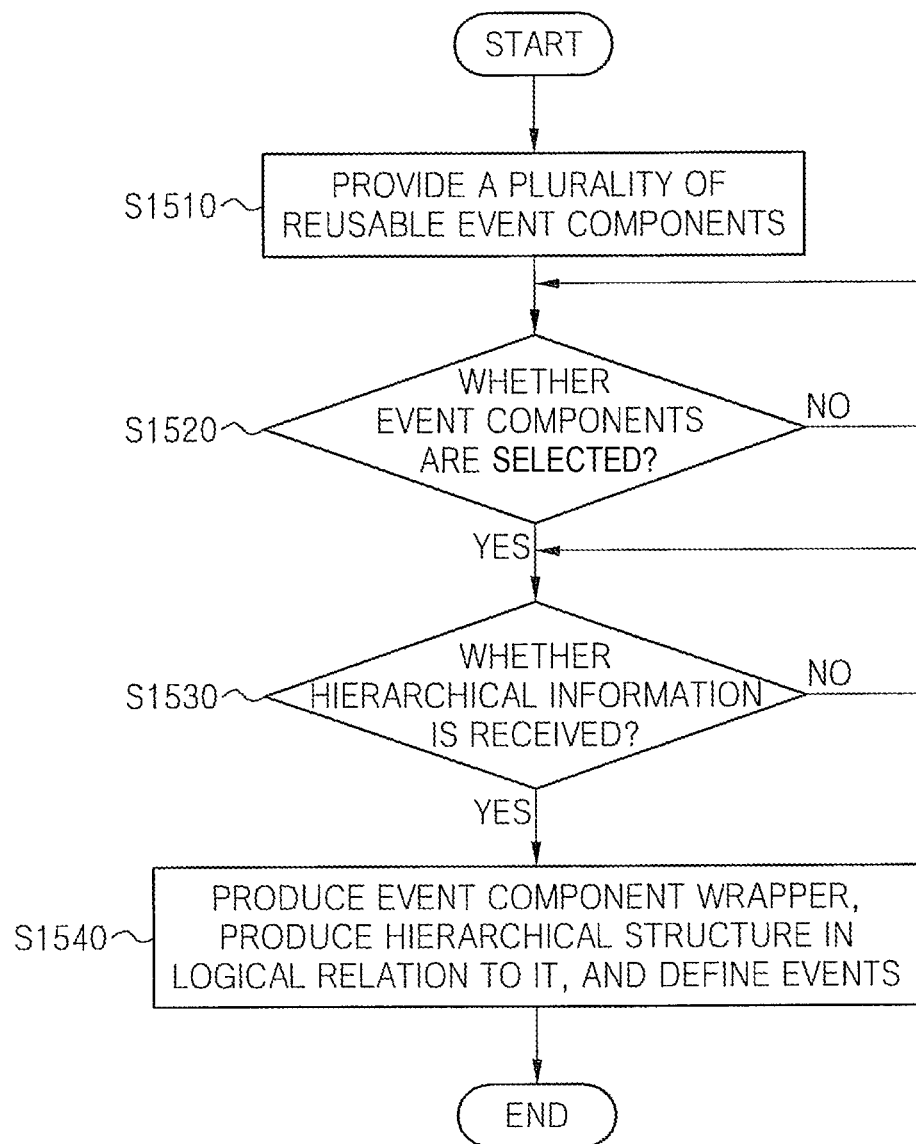 START
S1510
PROVIDE A PLURALITY OF
REUSABLE EVENT COMPONENTS
S1520
WHETHER
EVENT COMPONENTS
ARE SELECTED?
NO
YES
S1530
WHETHER
HIERARCHICAL INFORMATION
IS RECEIVED?
NO
YES
S1540
PRODUCE EVENT COMPONENT WRAPPER,
PRODUCE HIERARCHICAL STRUCTURE IN
LOGICAL RELATION TO IT, AND DEFINE EVENTS
END